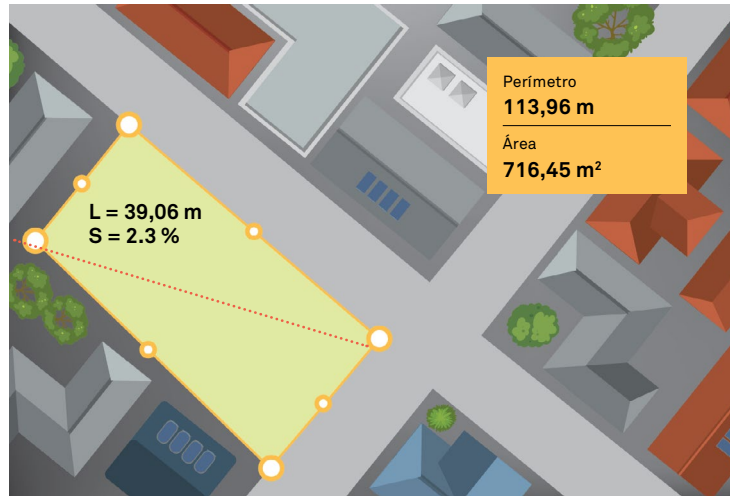 Perímetro
113,96 m
Área
716,45 m²
L = 39,06 m
S = 2.3 %